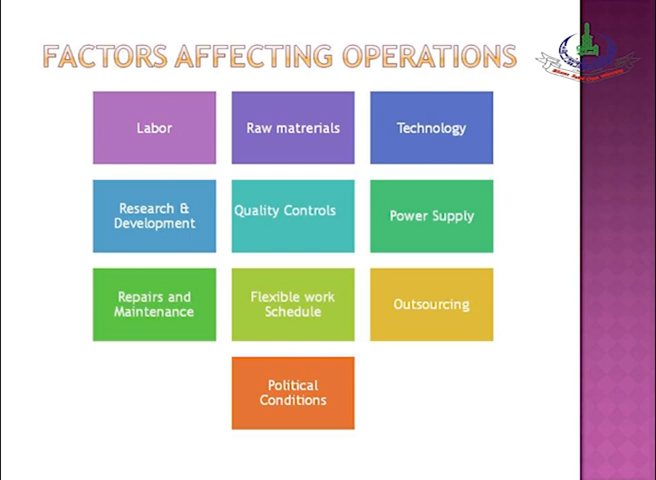 FACTORS AFFECTING OPERATIONS
Labor
Raw matrerials
Technology
Research &
Development
Quality Controls
Power Supply
Repairs and
Maintenance
Flexible work
Schedule
Outsourcing
Political
Conditions